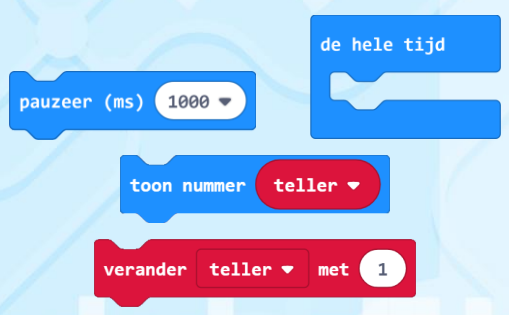 de hele tijd
pauzeer (ms) 1000
toon nummer teller
verander teller met 1